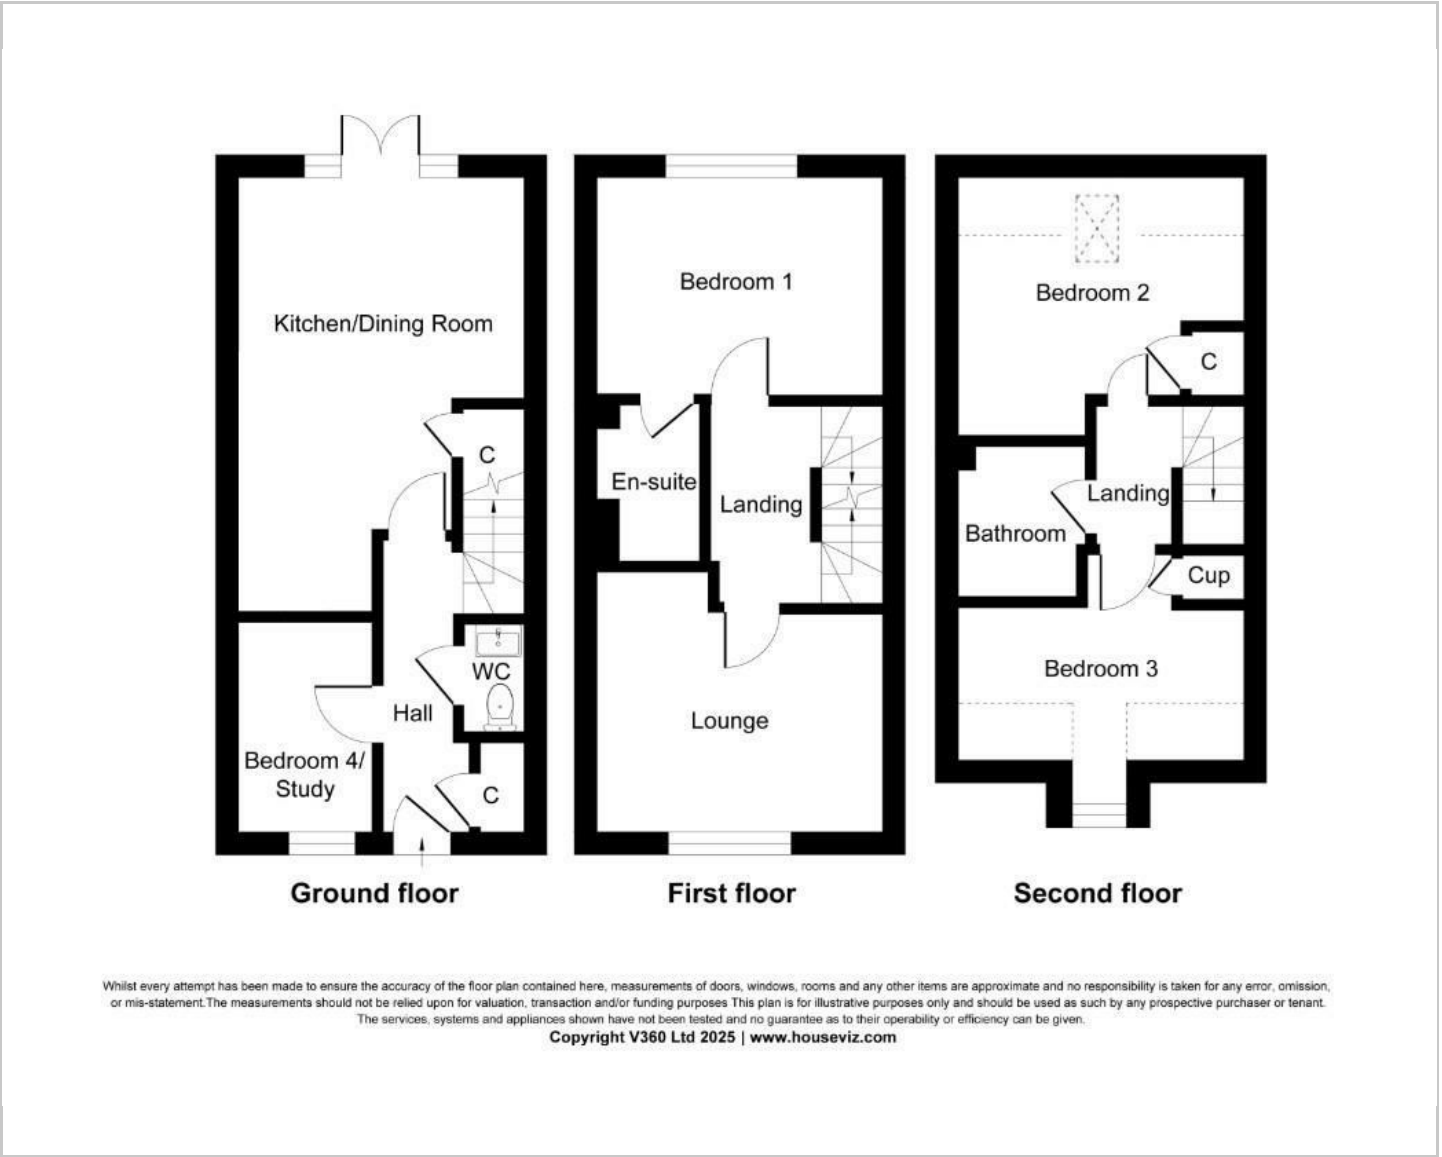 Kitchen/Dining Room
C
WC
Hall
Bedroom 4/
Study
C
Ground floor
Bedroom 1
En-suite
Landing
Lounge
First floor
Bedroom 2
C
Landing
Bathroom
Cup
Bedroom 3
Second floor
Whilst every attempt has been made to ensure the accuracy of the floor plan contained here, measurements of doors, windows, rooms and any other items are approximate and no responsibility is taken for any error, omission,
or mis-statement.The measurements should not be relied upon for valuation, transaction and/or funding purposes This plan is for illustrative purposes only and should be used as such by any prospective purchaser or tenant.
The services, systems and appliances shown have not been tested and no guarantee as to their operability or efficiency can be given.
Copyright V360 Ltd 2025 | www.houseviz.com